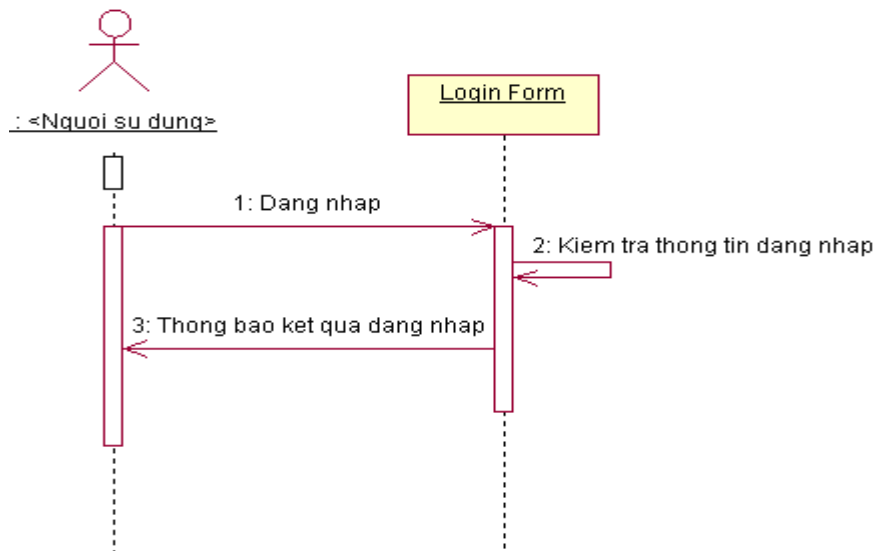 Login Form
: <Nguoi su dung>
1: Dang nhap
2: Kiem tra thong tin dang nhap
3: Thong bao ket qua dang nhap